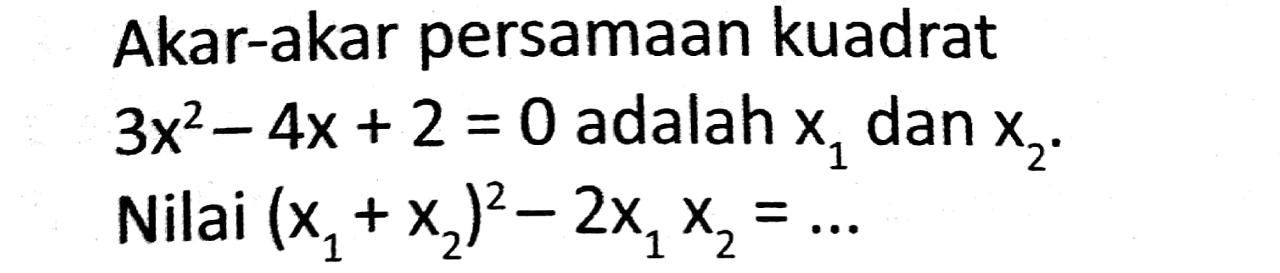 Akar-akar persamaan kuadrat
3x² – 4x + 2 = 0 adalah x₁ dan x₂.
Nilai (x₁ + x₂)² – 2x₁ x₂ = ...